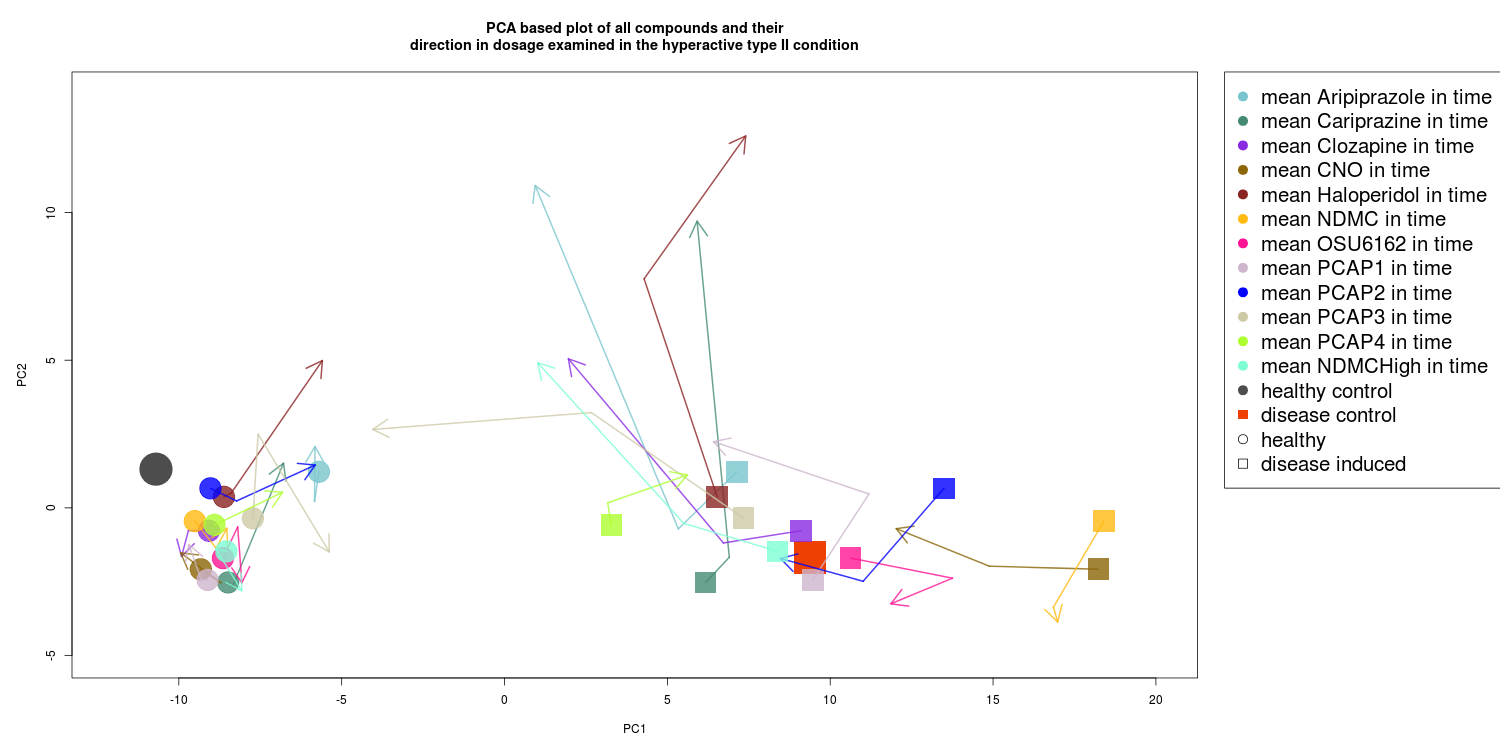 PCA based plot of all compounds and their
direction in dosage examined in the hyperactive type II condition
PC2
10
5
0
-5
-10
-5
0
5
10
15
20
PC1
mean Aripiprazole in time
mean Cariprazine in time
mean Clozapine in time
mean CNO in time
mean Haloperidol in time
mean NDMC in time
mean OSU6162 in time
mean PCAP1 in time
mean PCAP2 in time
mean PCAP3 in time
mean PCAP4 in time
mean NDMCHigh in time
healthy control
disease control
healthy
disease induced